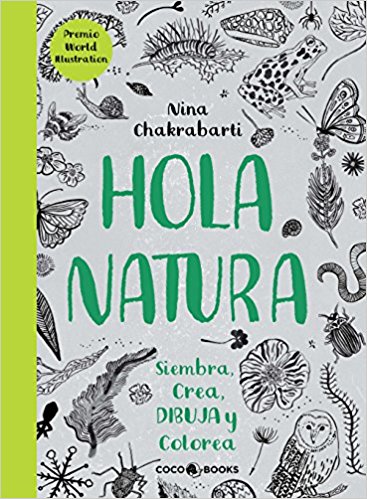 Premio
World
Illustration
Nina
Chakrabarti
HOLA
NATURA
Siembra,
Crea,
DIBUJA y
Colorea
COCO BOOKS